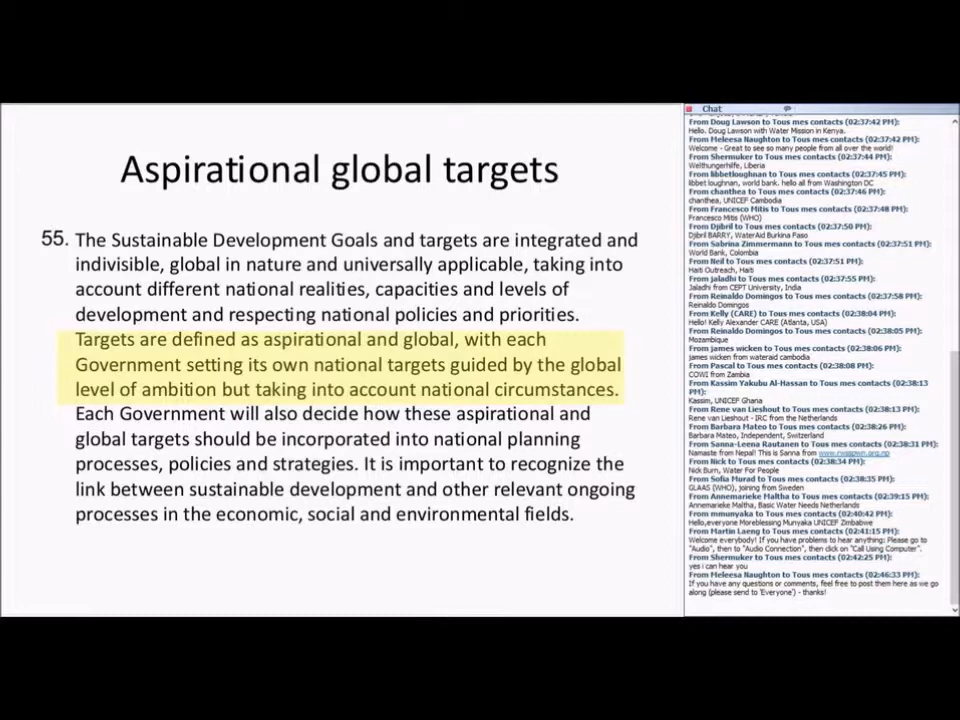 Aspirational global targets
55. The Sustainable Development Goals and targets are integrated and
indivisible, global in nature and universally applicable, taking into
account different national realities, capacities and levels of
development and respecting national policies and priorities.
Targets are defined as aspirational and global, with each
Government setting its own national targets guided by the global
level of ambition but taking into account national circumstances.
Each Government will also decide how these aspirational and
global targets should be incorporated into national planning
processes, policies and strategies. It is important to recognize the
link between sustainable development and other relevant ongoing
processes in the economic, social and environmental fields.
Chat
From Doug Lawson to Tous mes contacts (02:37:42 PM):
Hello. Doug Lawson with Water Mission in Kenya.
From Meleesa Naughton to Tous mes contacts (02:37:42 PM):
Welcome - Great to see so many people from all over the world!
From Shermuker to Tous mes contacts (02:37:44 PM):
Welthungerhilfe, Liberia
From libbetloughnan to Tous mes contacts (02:37:45 PM):
libbet loughnan, world bank. hello all from Washington DC
From chanthea to Tous mes contacts (02:37:46 PM):
chanthea, UNICEF Cambodia
From Francesco Mitis to Tous mes contacts (02:37:48 PM):
Francesco Mitis (WHO)
From Djibril to Tous mes contacts (02:37:50 PM):
Djibril BARRY, WaterAid Burkina Faso
From Sabrina Zimmermann to Tous mes contacts (02:37:51 PM):
World Bank, Colombia
From Neil to Tous mes contacts (02:37:51 PM):
Haiti Outreach, Haiti
From jaladhi to Tous mes contacts (02:37:55 PM):
Jaladhi from CEPT University, India
From Reinaldo Domingos to Tous mes contacts (02:37:58 PM):
Reinaldo Domingos
From Kelly (CARE) to Tous mes contacts (02:38:04 PM):
Hello! Kelly Alexander CARE (Atlanta, USA)
From Reinaldo Domingos to Tous mes contacts (02:38:05 PM):
Mozambique
From james wicken to Tous mes contacts (02:38:06 PM):
james wicken from wateraid cambodia
From Pascal to Tous mes contacts (02:38:08 PM):
COWI from Zambia
From Kassim Yakubu Al-Hassan to Tous mes contacts (02:38:13
PM):
Kassim, UNICEF Ghana
From Rene van Lieshout to Tous mes contacts (02:38:13 PM):
Rene van Lieshout - IRC from the Netherlands
From Barbara Mateo to Tous mes contacts (02:38:26 PM):
Barbara Mateo, Independent, Switzerland
From Sanna-Leena Rautanen to Tous mes contacts (02:38:31 PM):
Namaste from Nepal! This is Sanna from
From Nick to Tous mes contacts (02:38:34 PM):
Nick Burn, Water For People
From Sofia Murad to Tous mes contacts (02:38:35 PM):
GLAAS (WHO), joining from Sweden
From Annemarieke Maltha to Tous mes contacts (02:39:15 PM):
Annemarieke Maltha, Basic Water Needs Netherlands
From mmunyaka to Tous mes contacts (02:40:42 PM):
Hello,everyone Moreblessing Munyaka UNICEF Zimbabwe
From Martin Laeng to Tous mes contacts (02:41:15 PM):
Welcome everybody! If you have problems to hear anything: Please go to
"Audio", then to "Audio Connection", then click on "Call Using Computer".
From Shermuker to Tous mes contacts (02:42:25 PM):
yes i can hear you
From Meleesa Naughton to Tous mes contacts (02:46:33 PM):
If you have any questions or comments, feel free to post them here as we go
along (please send to 'Everyone') - thanks!